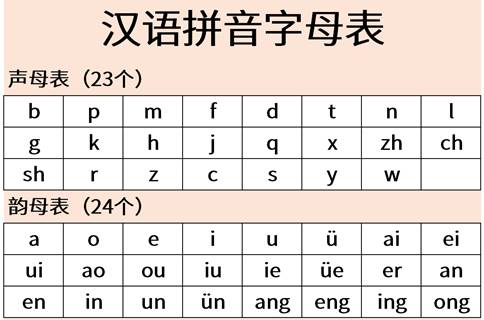 汉语拼音字母表
声母表（23个）
b p m f d t n l
g k h j q x zh ch
sh r z c s y w
韵母表（24个）
a o e i u ü ai ei
ui ao ou iu ie üe er an
en in un ün ang eng ing ong